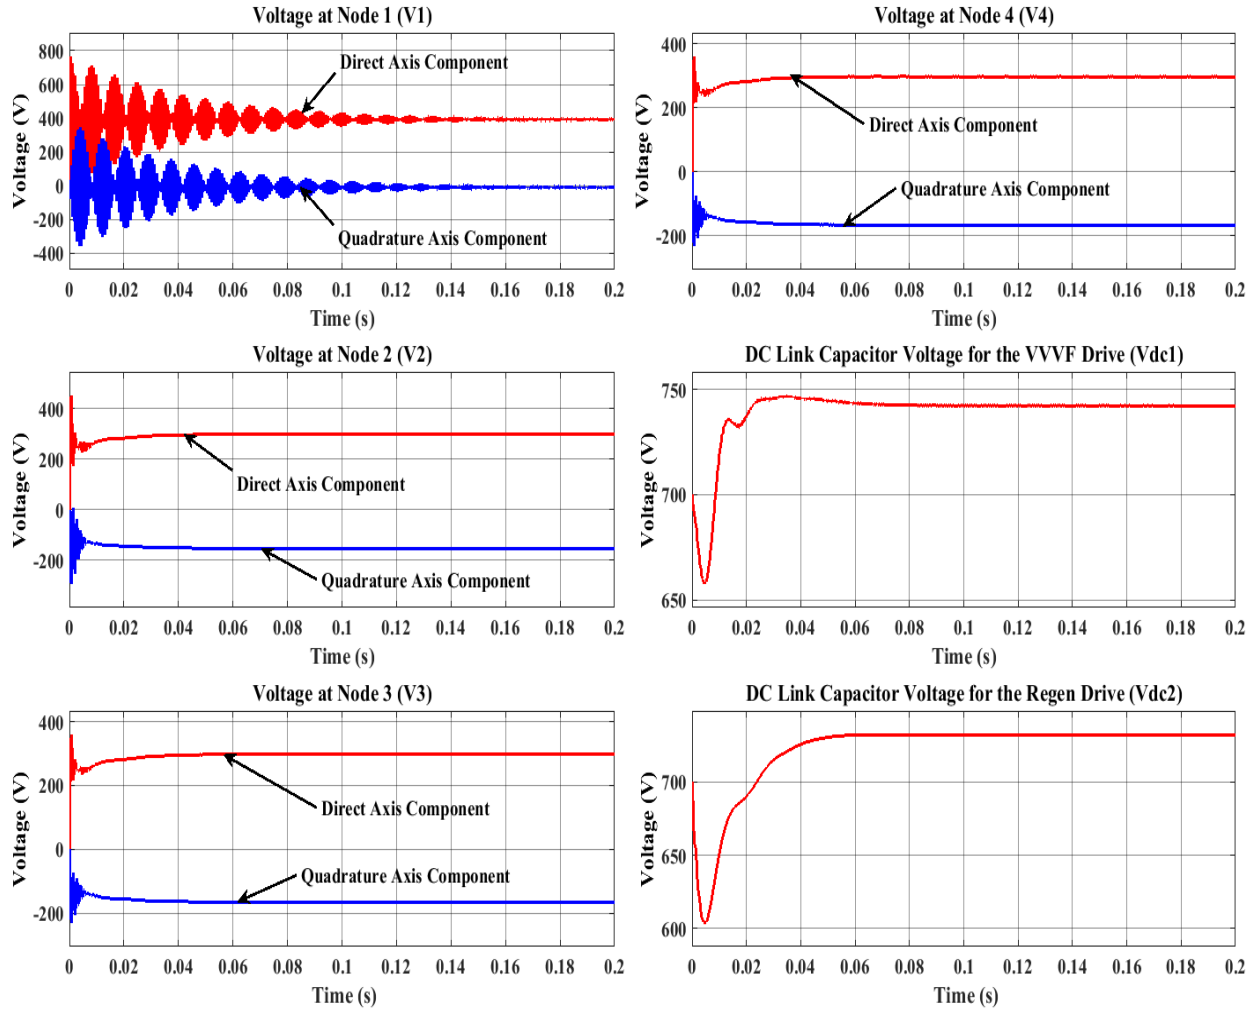 Voltage at Node 1 (V1)
Voltage (V)
800
600
400
200
0
-200
-400
Direct Axis Component
Quadrature Axis Component
0 0.02 0.04 0.06 0.08 0.1 0.12 0.14 0.16 0.18 0.2
Time (s)
Voltage at Node 4 (V4)
Voltage (V)
400
200
0
-200
Direct Axis Component
Quadrature Axis Component
0 0.02 0.04 0.06 0.08 0.1 0.12 0.14 0.16 0.18 0.2
Time (s)
Voltage at Node 2 (V2)
Voltage (V)
400
200
0
-200
Direct Axis Component
Quadrature Axis Component
0 0.02 0.04 0.06 0.08 0.1 0.12 0.14 0.16 0.18 0.2
Time (s)
DC Link Capacitor Voltage for the VVVF Drive (Vdc1)
Voltage (V)
750
700
650
0 0.02 0.04 0.06 0.08 0.1 0.12 0.14 0.16 0.18 0.2
Time (s)
Voltage at Node 3 (V3)
Voltage (V)
400
200
0
-200
Direct Axis Component
Quadrature Axis Component
0 0.02 0.04 0.06 0.08 0.1 0.12 0.14 0.16 0.18 0.2
Time (s)
DC Link Capacitor Voltage for the Regen Drive (Vdc2)
Voltage (V)
700
650
600
0 0.02 0.04 0.06 0.08 0.1 0.12 0.14 0.16 0.18 0.2
Time (s)